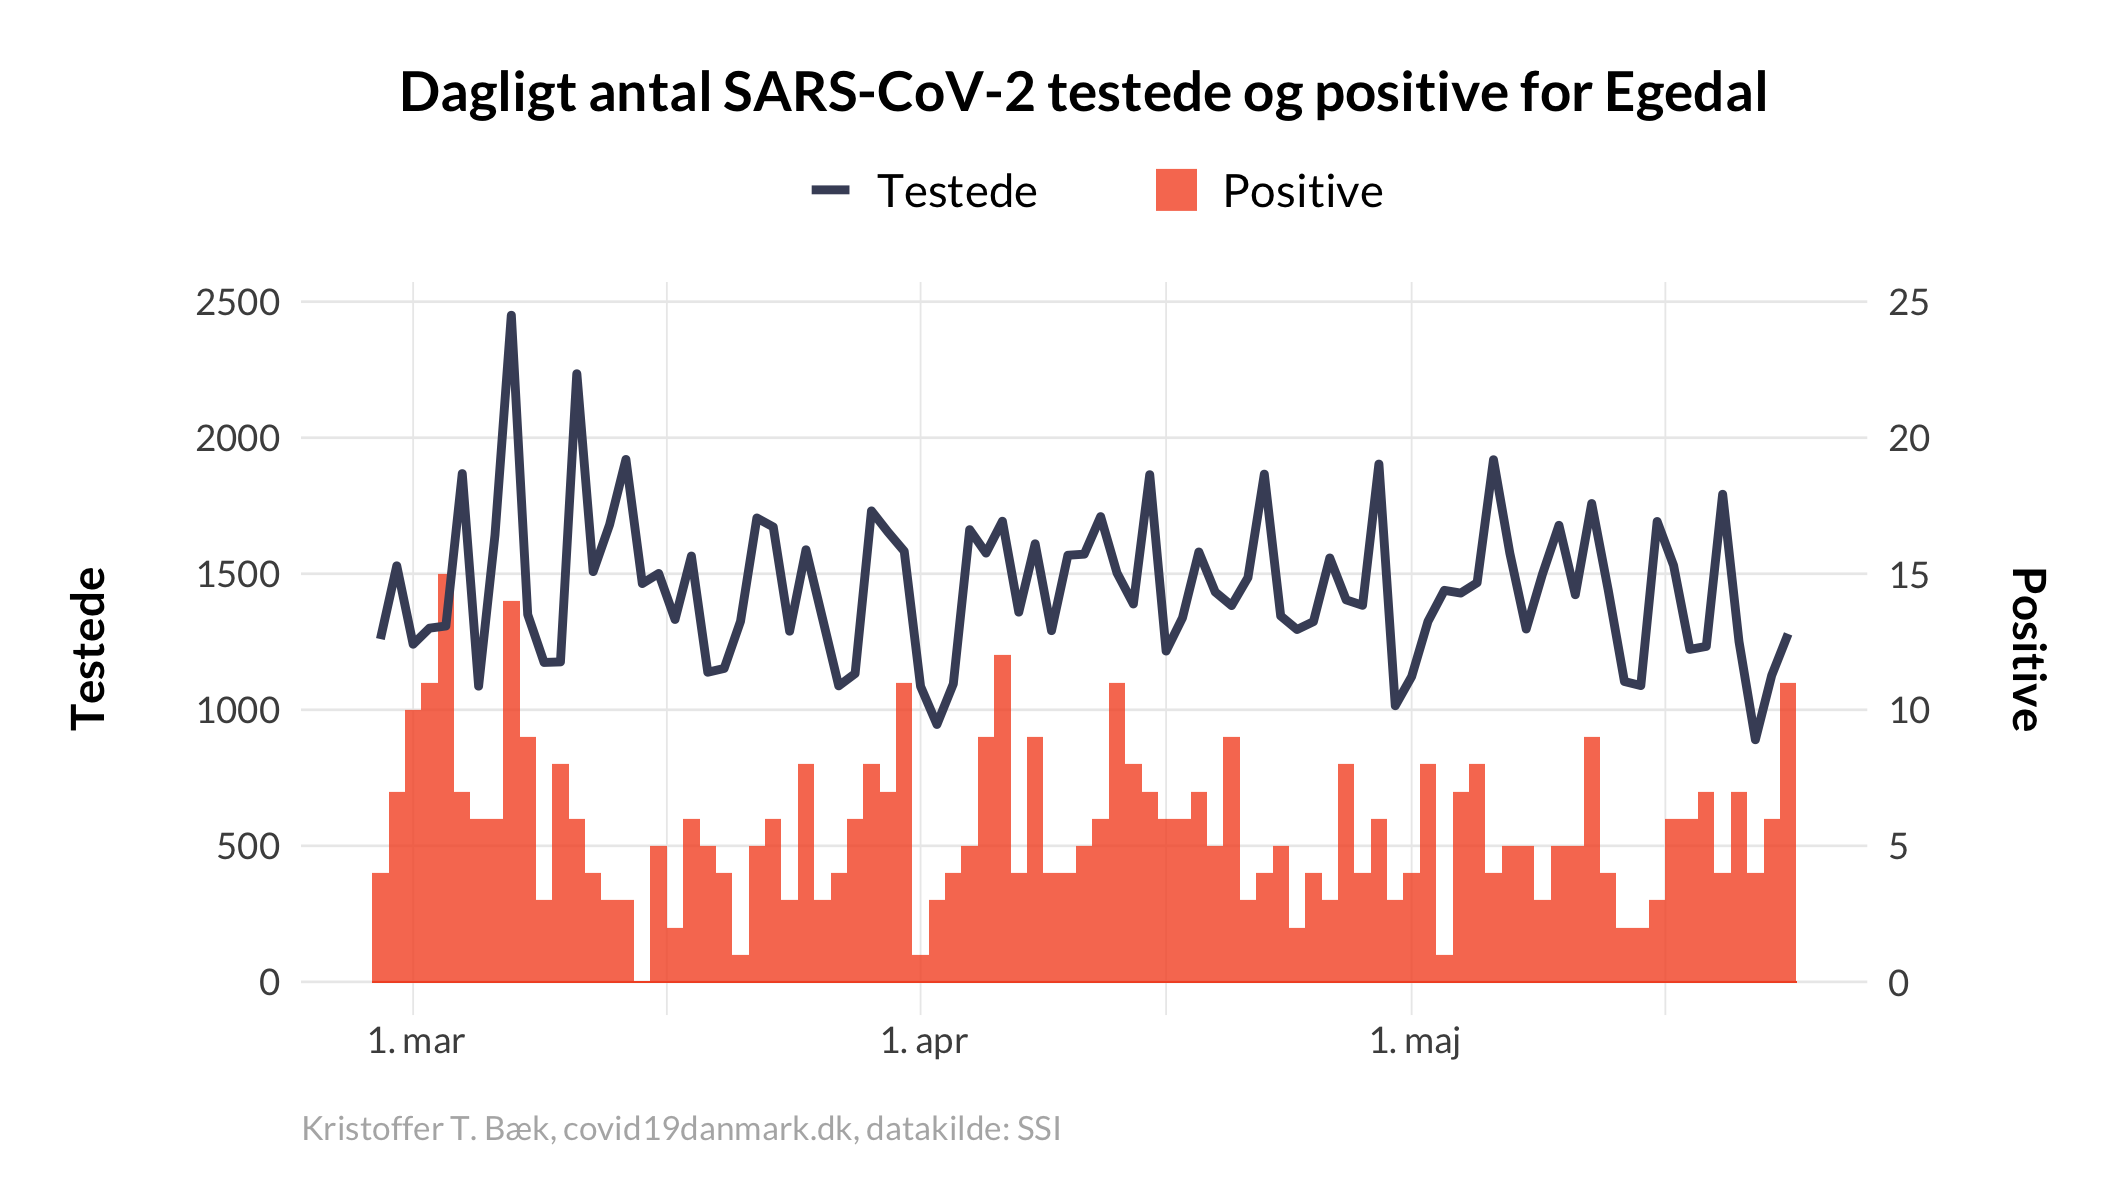 Dagligt antal SARS-CoV-2 testede og positive for Egedal
Testede
Positive
2500
2000
1500
1000
500
0
25
20
15
10
5
0
Testede
Positive
1. mar
1. apr
1. maj
Kristoffer T. Bæk, covid19danmark.dk, datakilde: SSI